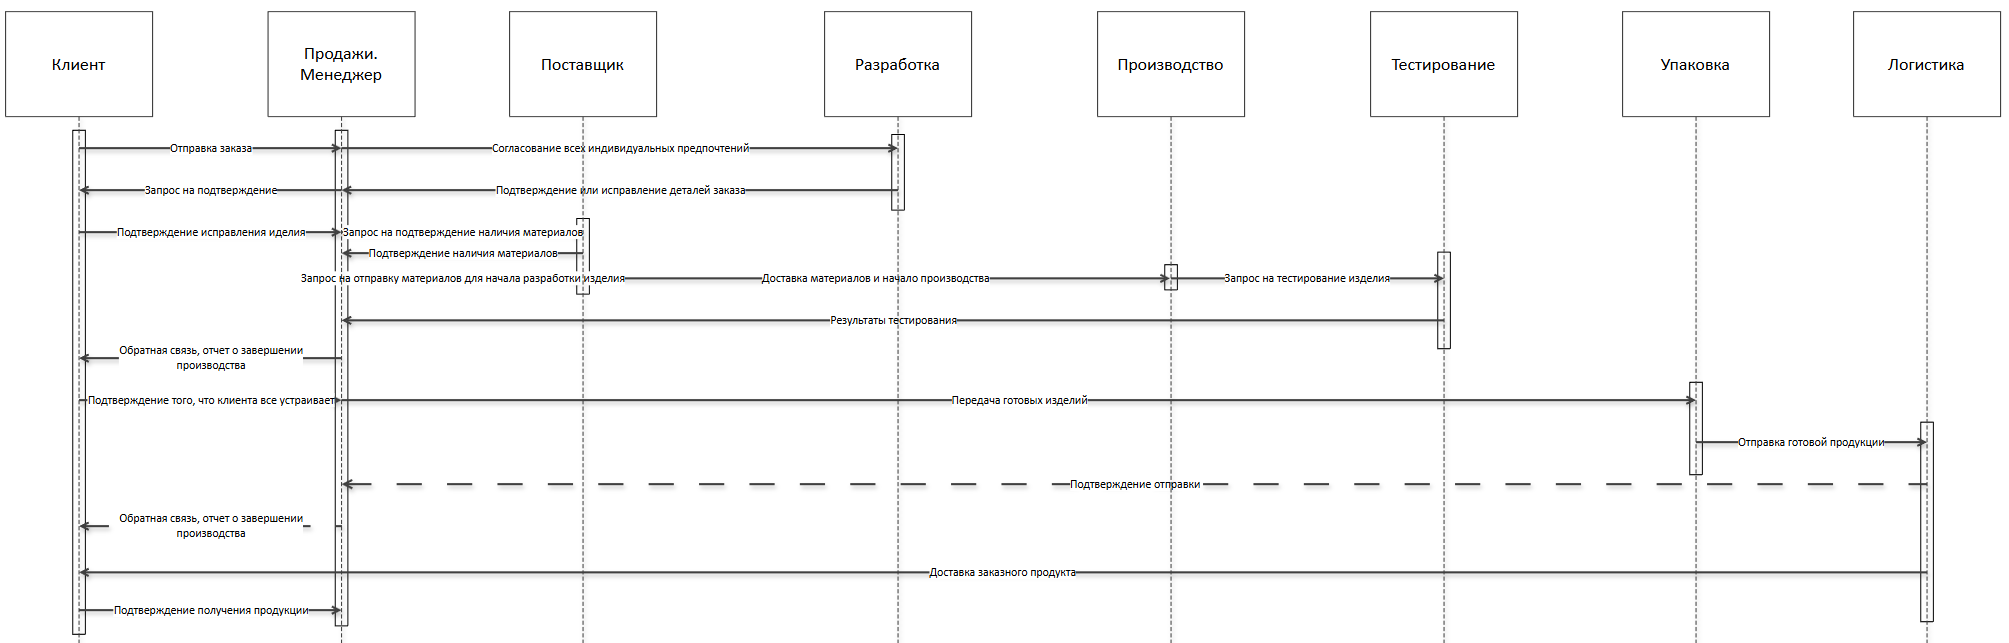 Клиент
Продажи.
Менеджер
Поставщик
Разработка
Производство
Тестирование
Упаковка
Логистика
Отправка заказа
Согласование всех индивидуальных предпочтений
Запрос на подтверждение
Подтверждение или исправление деталей заказа
Подтверждение исправления иделия
Запрос на подтверждение наличия материалов
Подтверждение наличия материалов
Запрос на отправку материалов для начала разработки изделия
Доставка материалов и начало производства
Запрос на тестирование изделия
Результаты тестирования
Обратная связь, отчет о завершении
производства
Подтверждение того, что клиента все устраивает
Передача готовых изделий
Отправка готовой продукции
Подтверждение отправки
Обратная связь, отчет о завершении
производства
Доставка заказного продукта
Подтверждение получения продукции